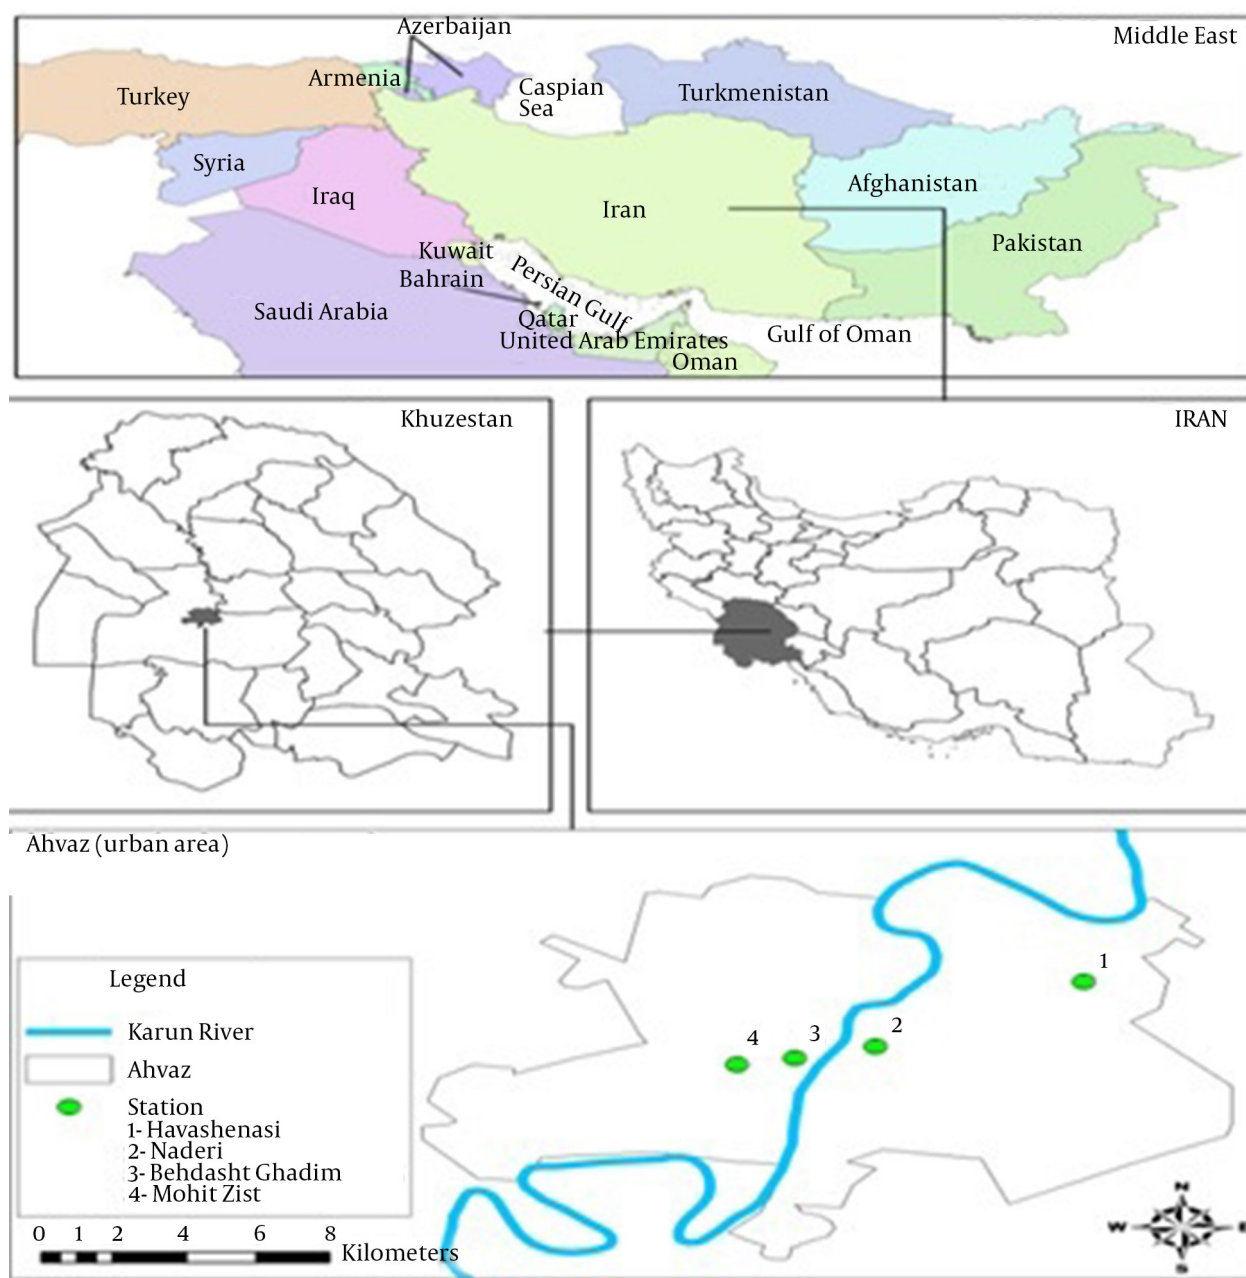 Azerbaijan
Middle East
Armenia
Turkey
Caspian
Sea
Turkmenistan
Syria
Iraq
Iran
Afghanistan
Pakistan
Kuwait
Bahrain
Persian Gulf
Saudi Arabia
Qatar
United Arab Emirates
Gulf of Oman
Oman
Khuzestan
IRAN
Ahvaz (urban area)
1
2
3
4
Legend
Karun River
Ahvaz
Station
1- Havashenasi
2- Naderi
3- Behdasht Ghadim
4- Mohit Zist
0 1 2 4 6 8
Kilometers
N
W E
S